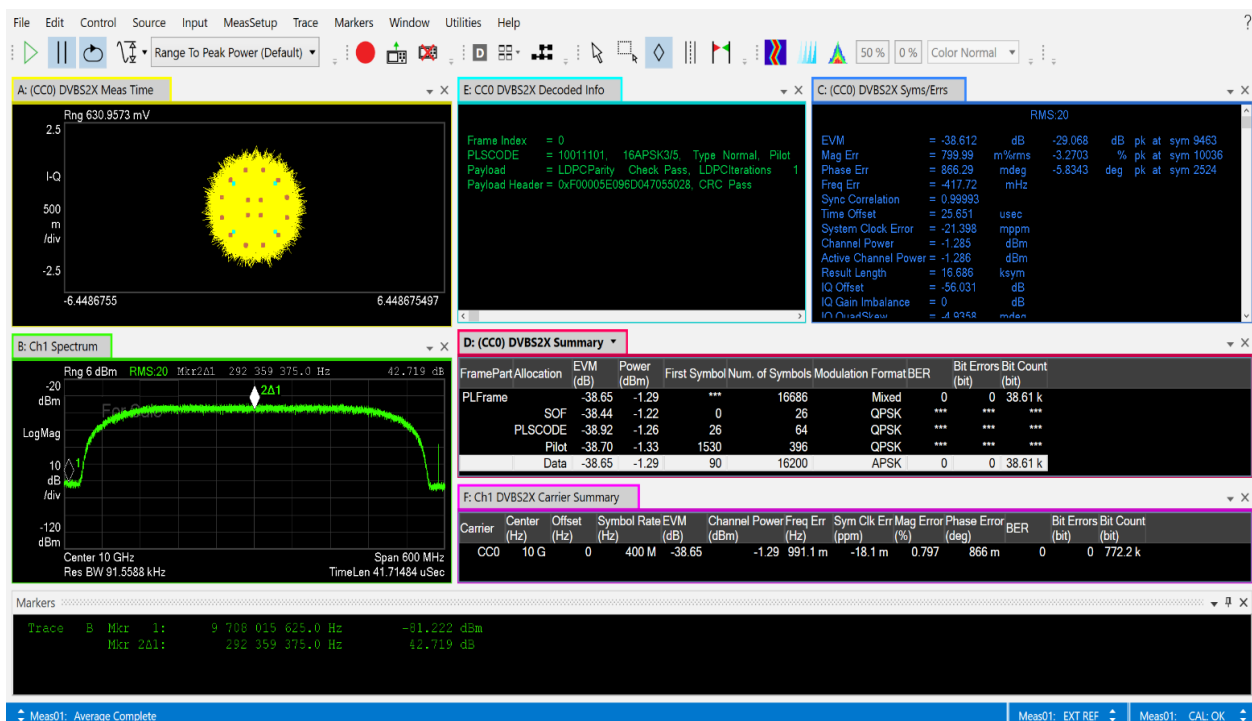 File Edit Control Source Input MeasSetup Trace Markers Window Utilities Help ?
Range To Peak Power (Default) D 50 % 0 % Color Normal
A: (CC0) DVBS2X Meas Time
Rng 630.9573 mV
2.5
I-Q
500
m
/div
-2.5
-6.4486755 6.448675497
E: CC0 DVBS2X Decoded Info
Frame Index = 0
PLSCODE = 10011101, 16APSK3/5, Type Normal, Pilot
Payload = LDPCParity Check Pass, LDPCIterations 1
Payload Header = 0xF00005E096D047055028, CRC Pass
C: (CC0) DVBS2X Syms/Errs
RMS:20
EVM = -38.612 dB -29.068 dB pk at sym 9463
Mag Err = 799.99 m%rms -3.2703 % pk at sym 10036
Phase Err = 866.29 mdeg -5.8343 deg pk at sym 2524
Freq Err = -417.72 mHz
Sync Correlation = 0.99993
Time Offset = 25.651 usec
System Clock Error = -21.398 mppm
Channel Power = -1.285 dBm
Active Channel Power = -1.286 dBm
Result Length = 16.686 ksym
IQ Offset = -56.031 dB
IQ Gain Imbalance = 0 dB
IQ QuadSkew = -4.9358 mdeg
B: Ch1 Spectrum
Rng 6 dBm RMS:20 Mkr2Δ1 292 359 375.0 Hz 42.719 dB
-20
dBm
2Δ1
LogMag
10
dB
/div
1
-120
dBm
Center 10 GHz Span 600 MHz
Res BW 91.5588 kHz TimeLen 41.71484 uSec
D: (CC0) DVBS2X Summary
FramePart Allocation EVM (dB) Power (dBm) First Symbol Num. of Symbols Modulation Format BER Bit Errors (bit) Bit Count (bit)
PLFrame -38.65 -1.29 *** 16686 Mixed 0 0 38.61 k
SOF -38.44 -1.22 0 26 QPSK *** *** ***
PLSCODE -38.92 -1.26 26 64 QPSK *** *** ***
Pilot -38.70 -1.33 1530 396 QPSK *** *** ***
Data -38.65 -1.29 90 16200 APSK 0 0 38.61 k
F: Ch1 DVBS2X Carrier Summary
Carrier Center (Hz) Offset (Hz) Symbol Rate (Hz) EVM (dB) Channel Power (dBm) Freq Err (Hz) Sym Clk Err (ppm) Mag Error (%) Phase Error (deg) BER Bit Errors (bit) Bit Count (bit)
CC0 10 G 0 400 M -38.65 -1.29 991.1 m -18.1 m 0.797 866 m 0 0 772.2 k
Markers
Trace B Mkr 1: 9 708 015 625.0 Hz -81.222 dBm
Mkr 2Δ1: 292 359 375.0 Hz 42.719 dB
Meas01: Average Complete Meas01: EXT REF Meas01: CAL: OK